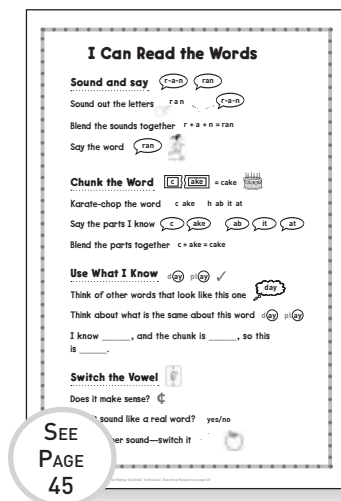 I Can Read the Words
Sound and say r-a-n ran
Sound out the letters r a n r-a-n
Blend the sounds together r + a + n = ran
Say the word ran
Chunk the Word c ake = cake
Karate-chop the word c ake h ab it at
Say the parts I know c ake ab it at
Blend the parts together c + ake = cake
Use What I Know day play ✓
Think of other words that look like this one day
Think about what is the same about this word day play
I know _____, and the chunk is _____, so this
is _____.
Switch the Vowel
Does it make sense?
sound like a real word? yes/no
sound—switch it
SEE
PAGE
45